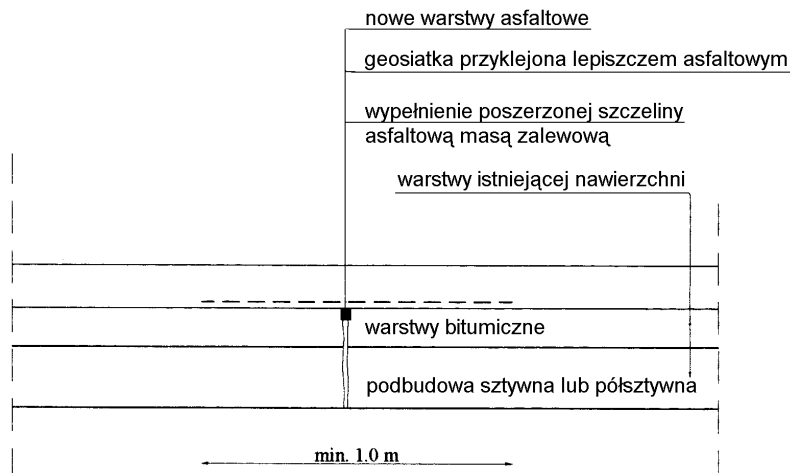 nowe warstwy asfaltowe
geosiatka przyklejona lepiszczem asfaltowym
wypełnienie poszerzonej szczeliny
asfaltową masą zalewową
warstwy istniejącej nawierzchni
warstwy bitumiczne
podbudowa sztywna lub półsztywna
min. 1.0 m